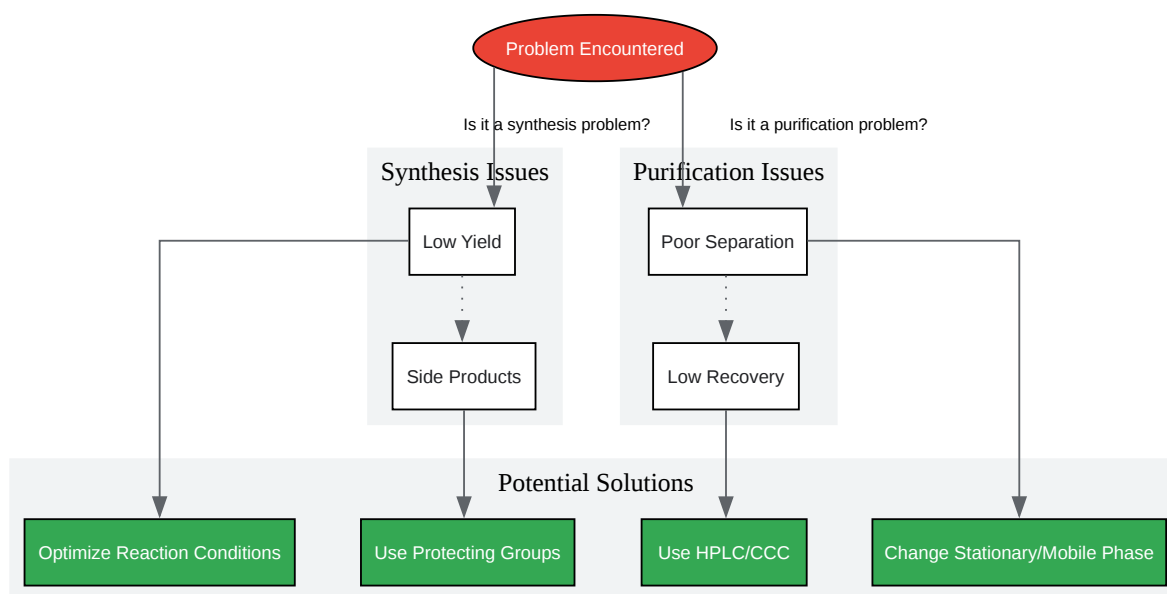 Problem Encountered
Is it a synthesis problem?
Is it a purification problem?
Synthesis Issues
Purification Issues
Low Yield
Poor Separation
Side Products
Low Recovery
Potential Solutions
Optimize Reaction Conditions
Use Protecting Groups
Use HPLC/CCC
Change Stationary/Mobile Phase